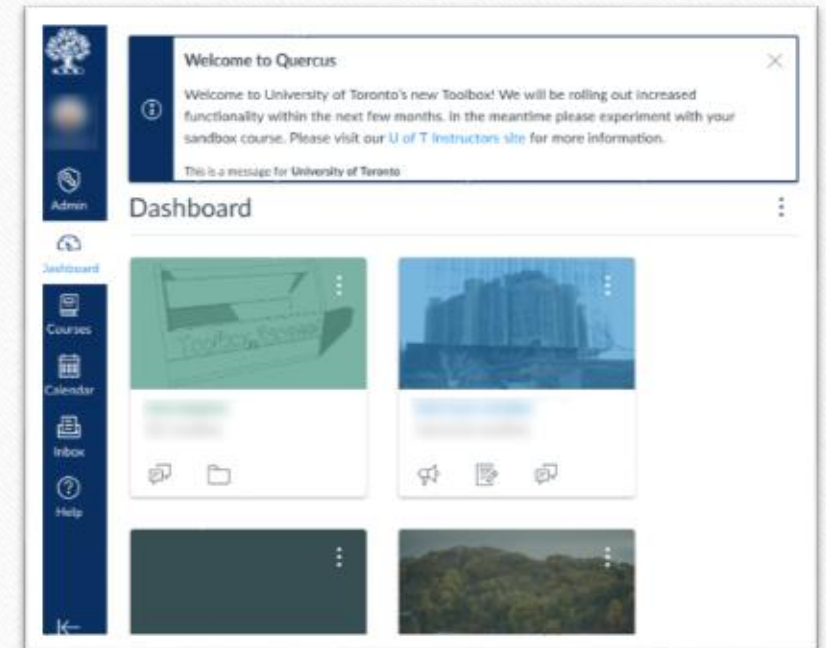 Welcome to Quercus
Welcome to University of Toronto's new Toolbox! We will be rolling out increased
functionality within the next few months. In the meantime please experiment with your
sandbox course. Please visit our U of T Instructors site for more information.
This is a message for University of Toronto
Admin
Dashboard
Dashboard
Courses
Calendar
Inbox
Help